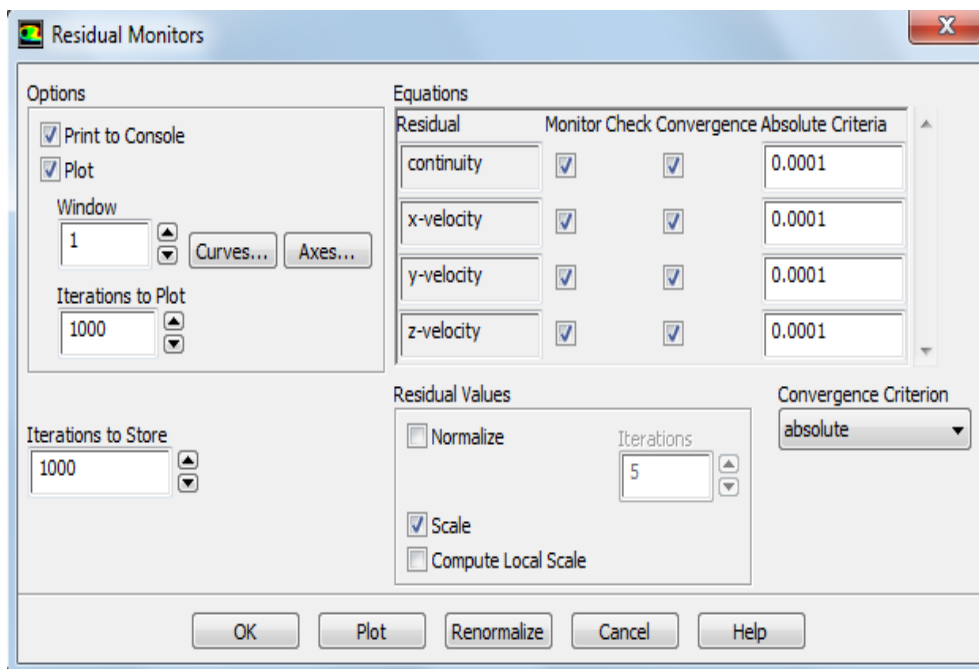 Residual Monitors
X
Options
Print to Console
Plot
Window
1
Curves...
Axes...
Iterations to Plot
1000
Iterations to Store
1000
Equations
Residual Monitor Check Convergence Absolute Criteria
continuity 0.0001
x-velocity 0.0001
y-velocity 0.0001
z-velocity 0.0001
Residual Values
Normalize
Iterations
5
Scale
Compute Local Scale
Convergence Criterion
absolute
OK Plot Renormalize Cancel Help